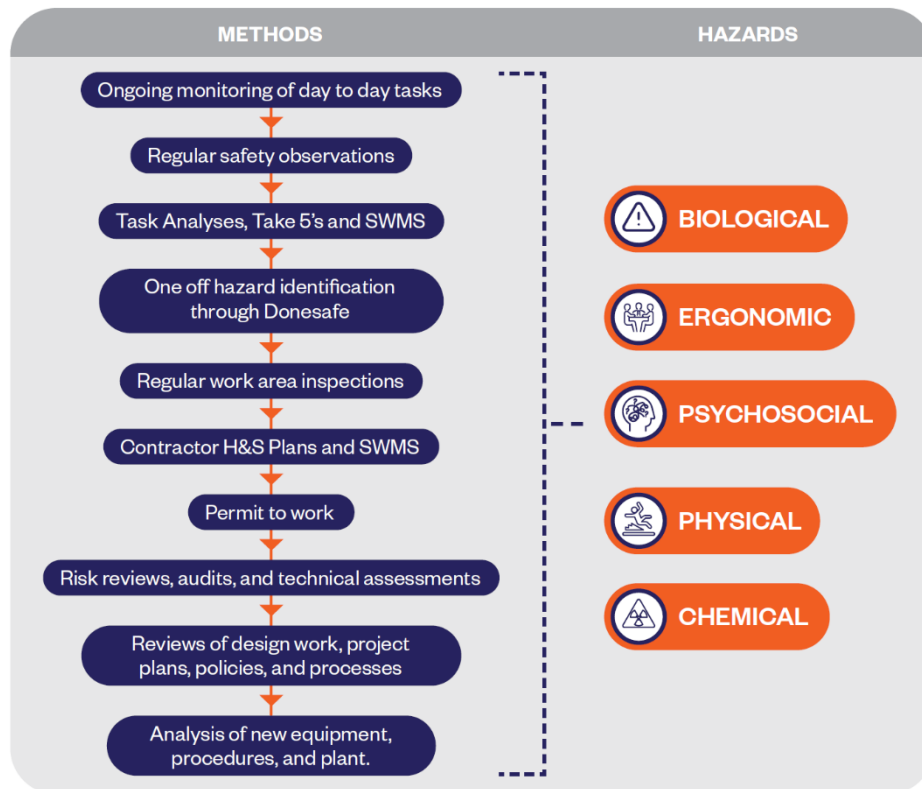 METHODS
HAZARDS
Ongoing monitoring of day to day tasks
Regular safety observations
Task Analyses, Take 5's and SWMS
One off hazard identification
through Donesafe
Regular work area inspections
Contractor H&S Plans and SWMS
Permit to work
Risk reviews, audits, and technical assessments
Reviews of design work, project
plans, policies, and processes
Analysis of new equipment,
procedures, and plant.
BIOLOGICAL
ERGONOMIC
PSYCHOSOCIAL
PHYSICAL
CHEMICAL